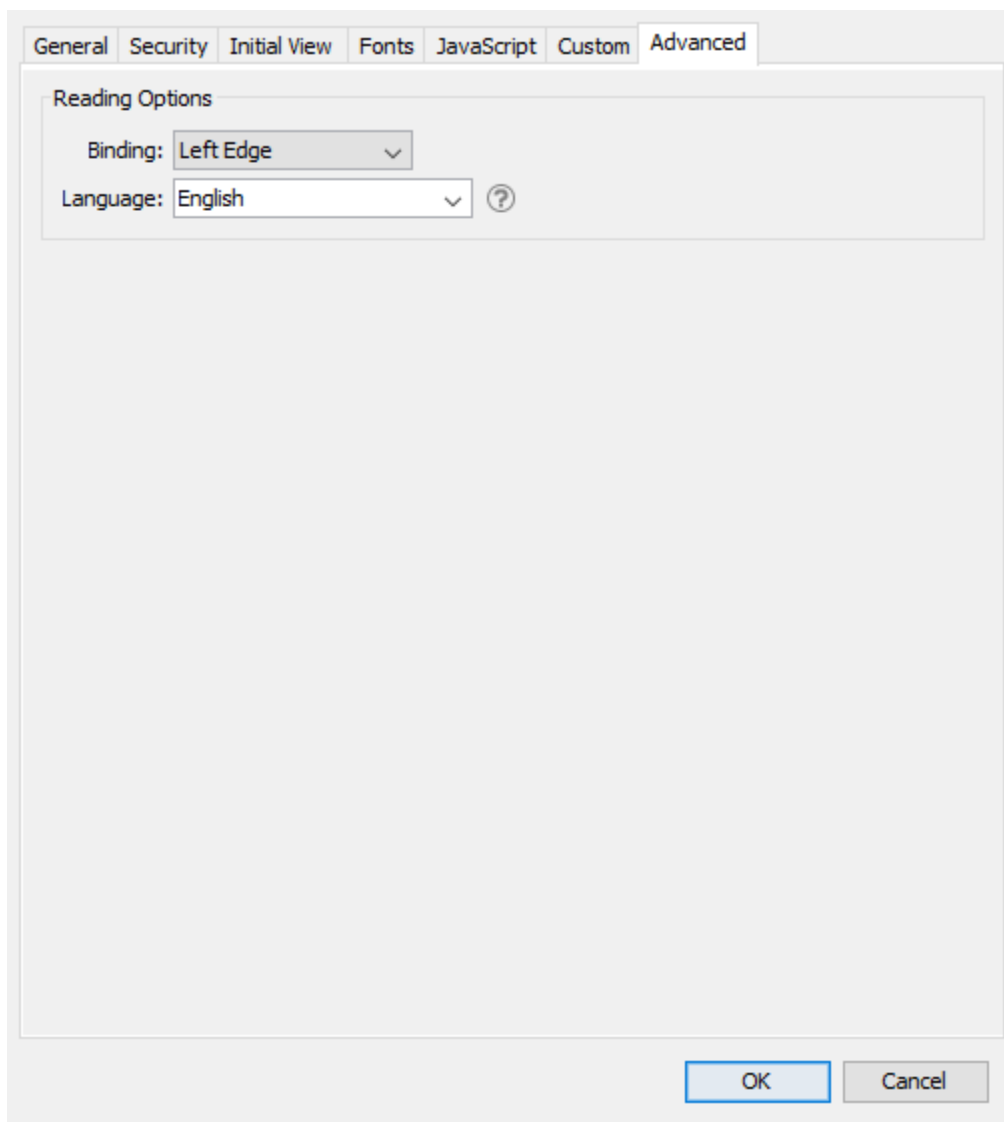 General Security Initial View Fonts JavaScript Custom Advanced
Reading Options
Binding: Left Edge
Language: English ?
OK Cancel